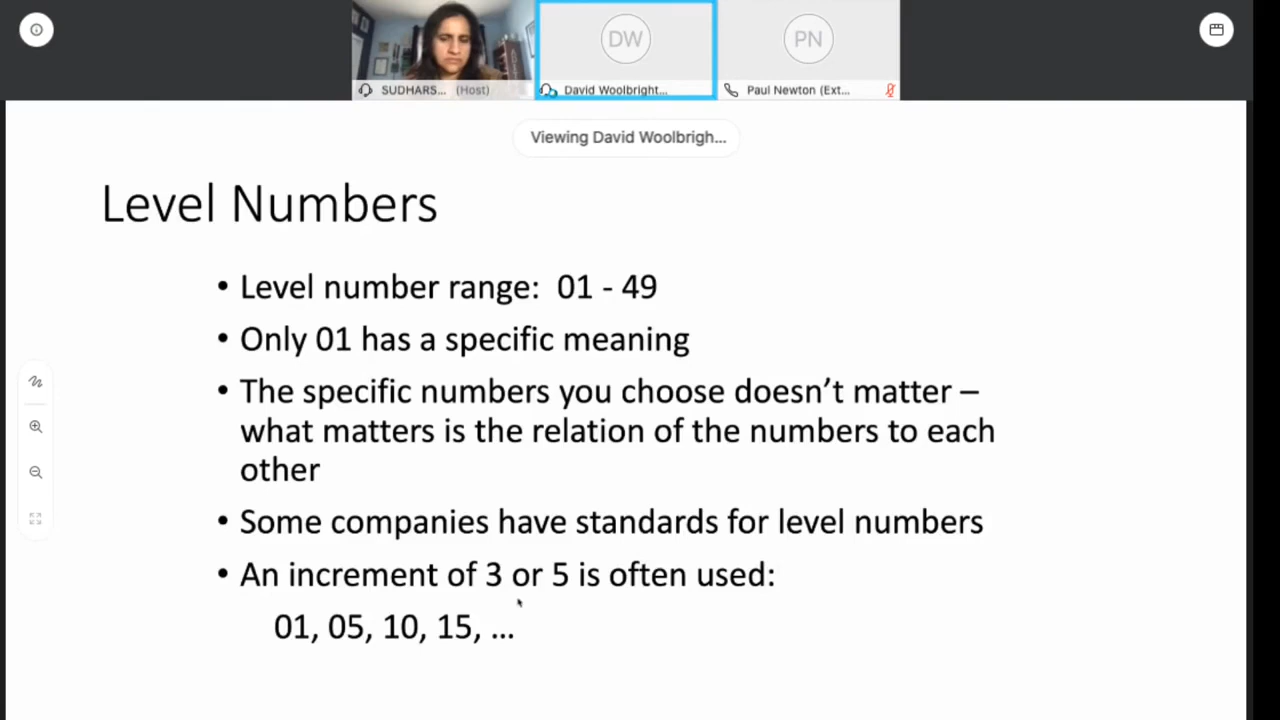 DW
PN
SUDHARS... (Host)
David Woolbright...
Paul Newton (Ext...
Viewing David Woolbrigh...
Level Numbers
• Level number range: 01 - 49
• Only 01 has a specific meaning
• The specific numbers you choose doesn’t matter –
what matters is the relation of the numbers to each
other
• Some companies have standards for level numbers
• An increment of 3 or 5 is often used:
01, 05, 10, 15, ...